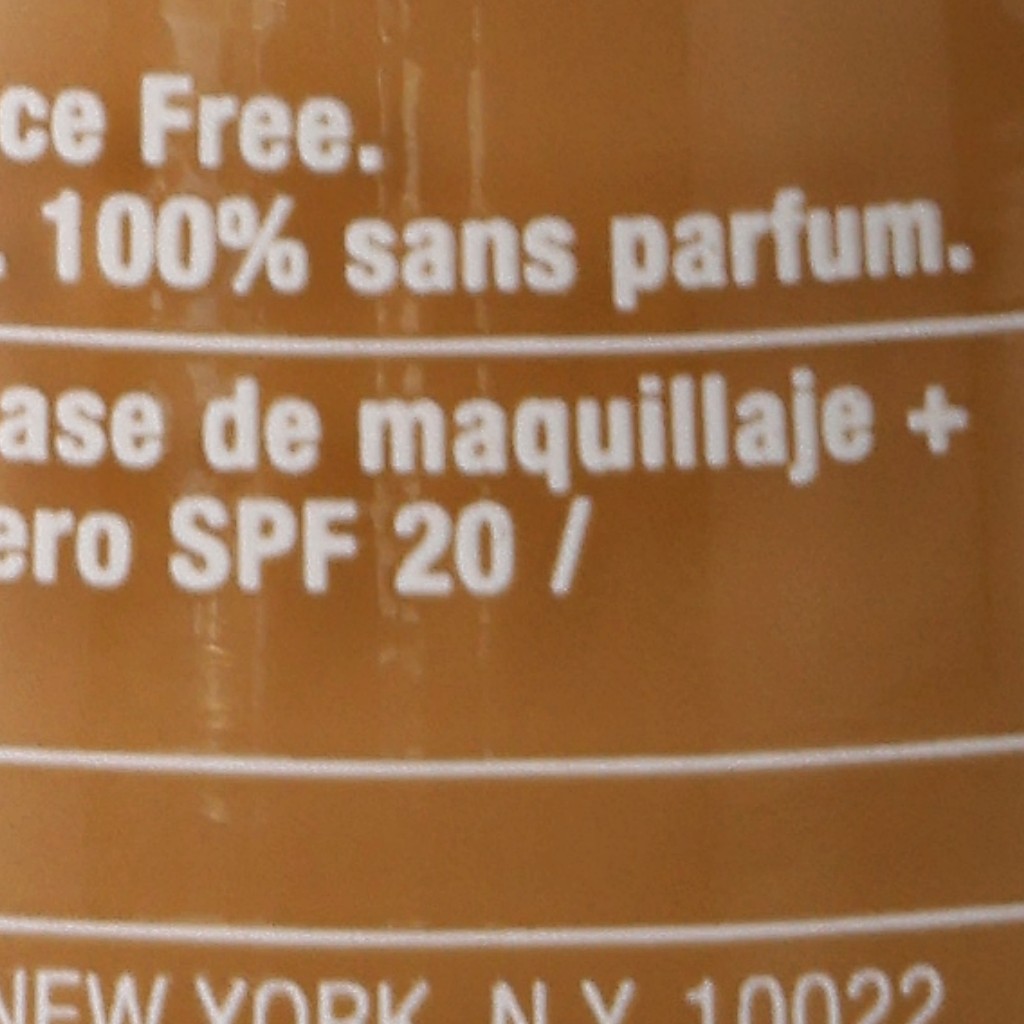 ce Free.
. 100% sans parfum.
ase de maquillaje +
ero SPF 20 /
NEW YORK, N.Y. 10022